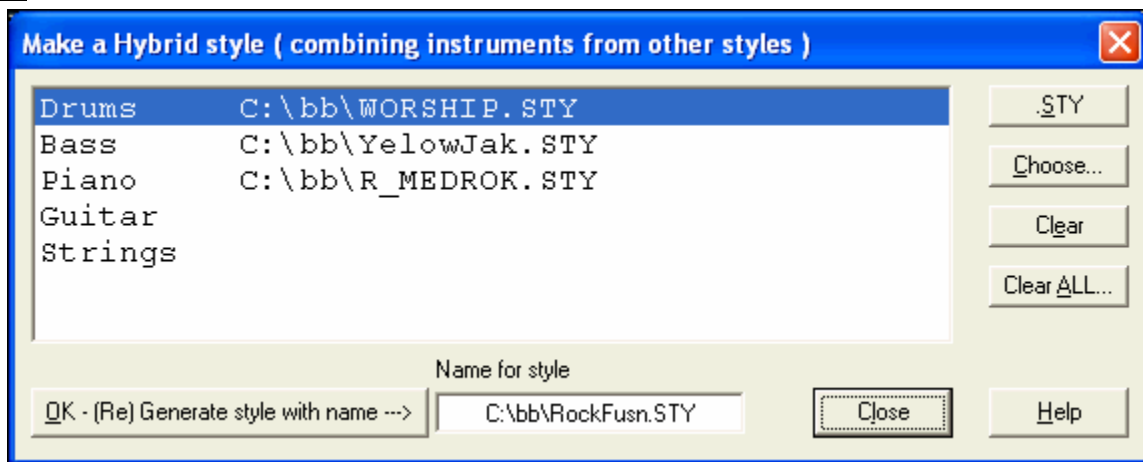 Make a Hybrid style ( combining instruments from other styles )
Drums C:\bb\WORSHIP.STY
Bass C:\bb\YelowJak.STY
Piano C:\bb\R_MEDROK.STY
Guitar
Strings
.STY
Choose...
Clear
Clear ALL...
Name for style
OK - (Re) Generate style with name --->
C:\bb\RockFusn.STY
Close
Help